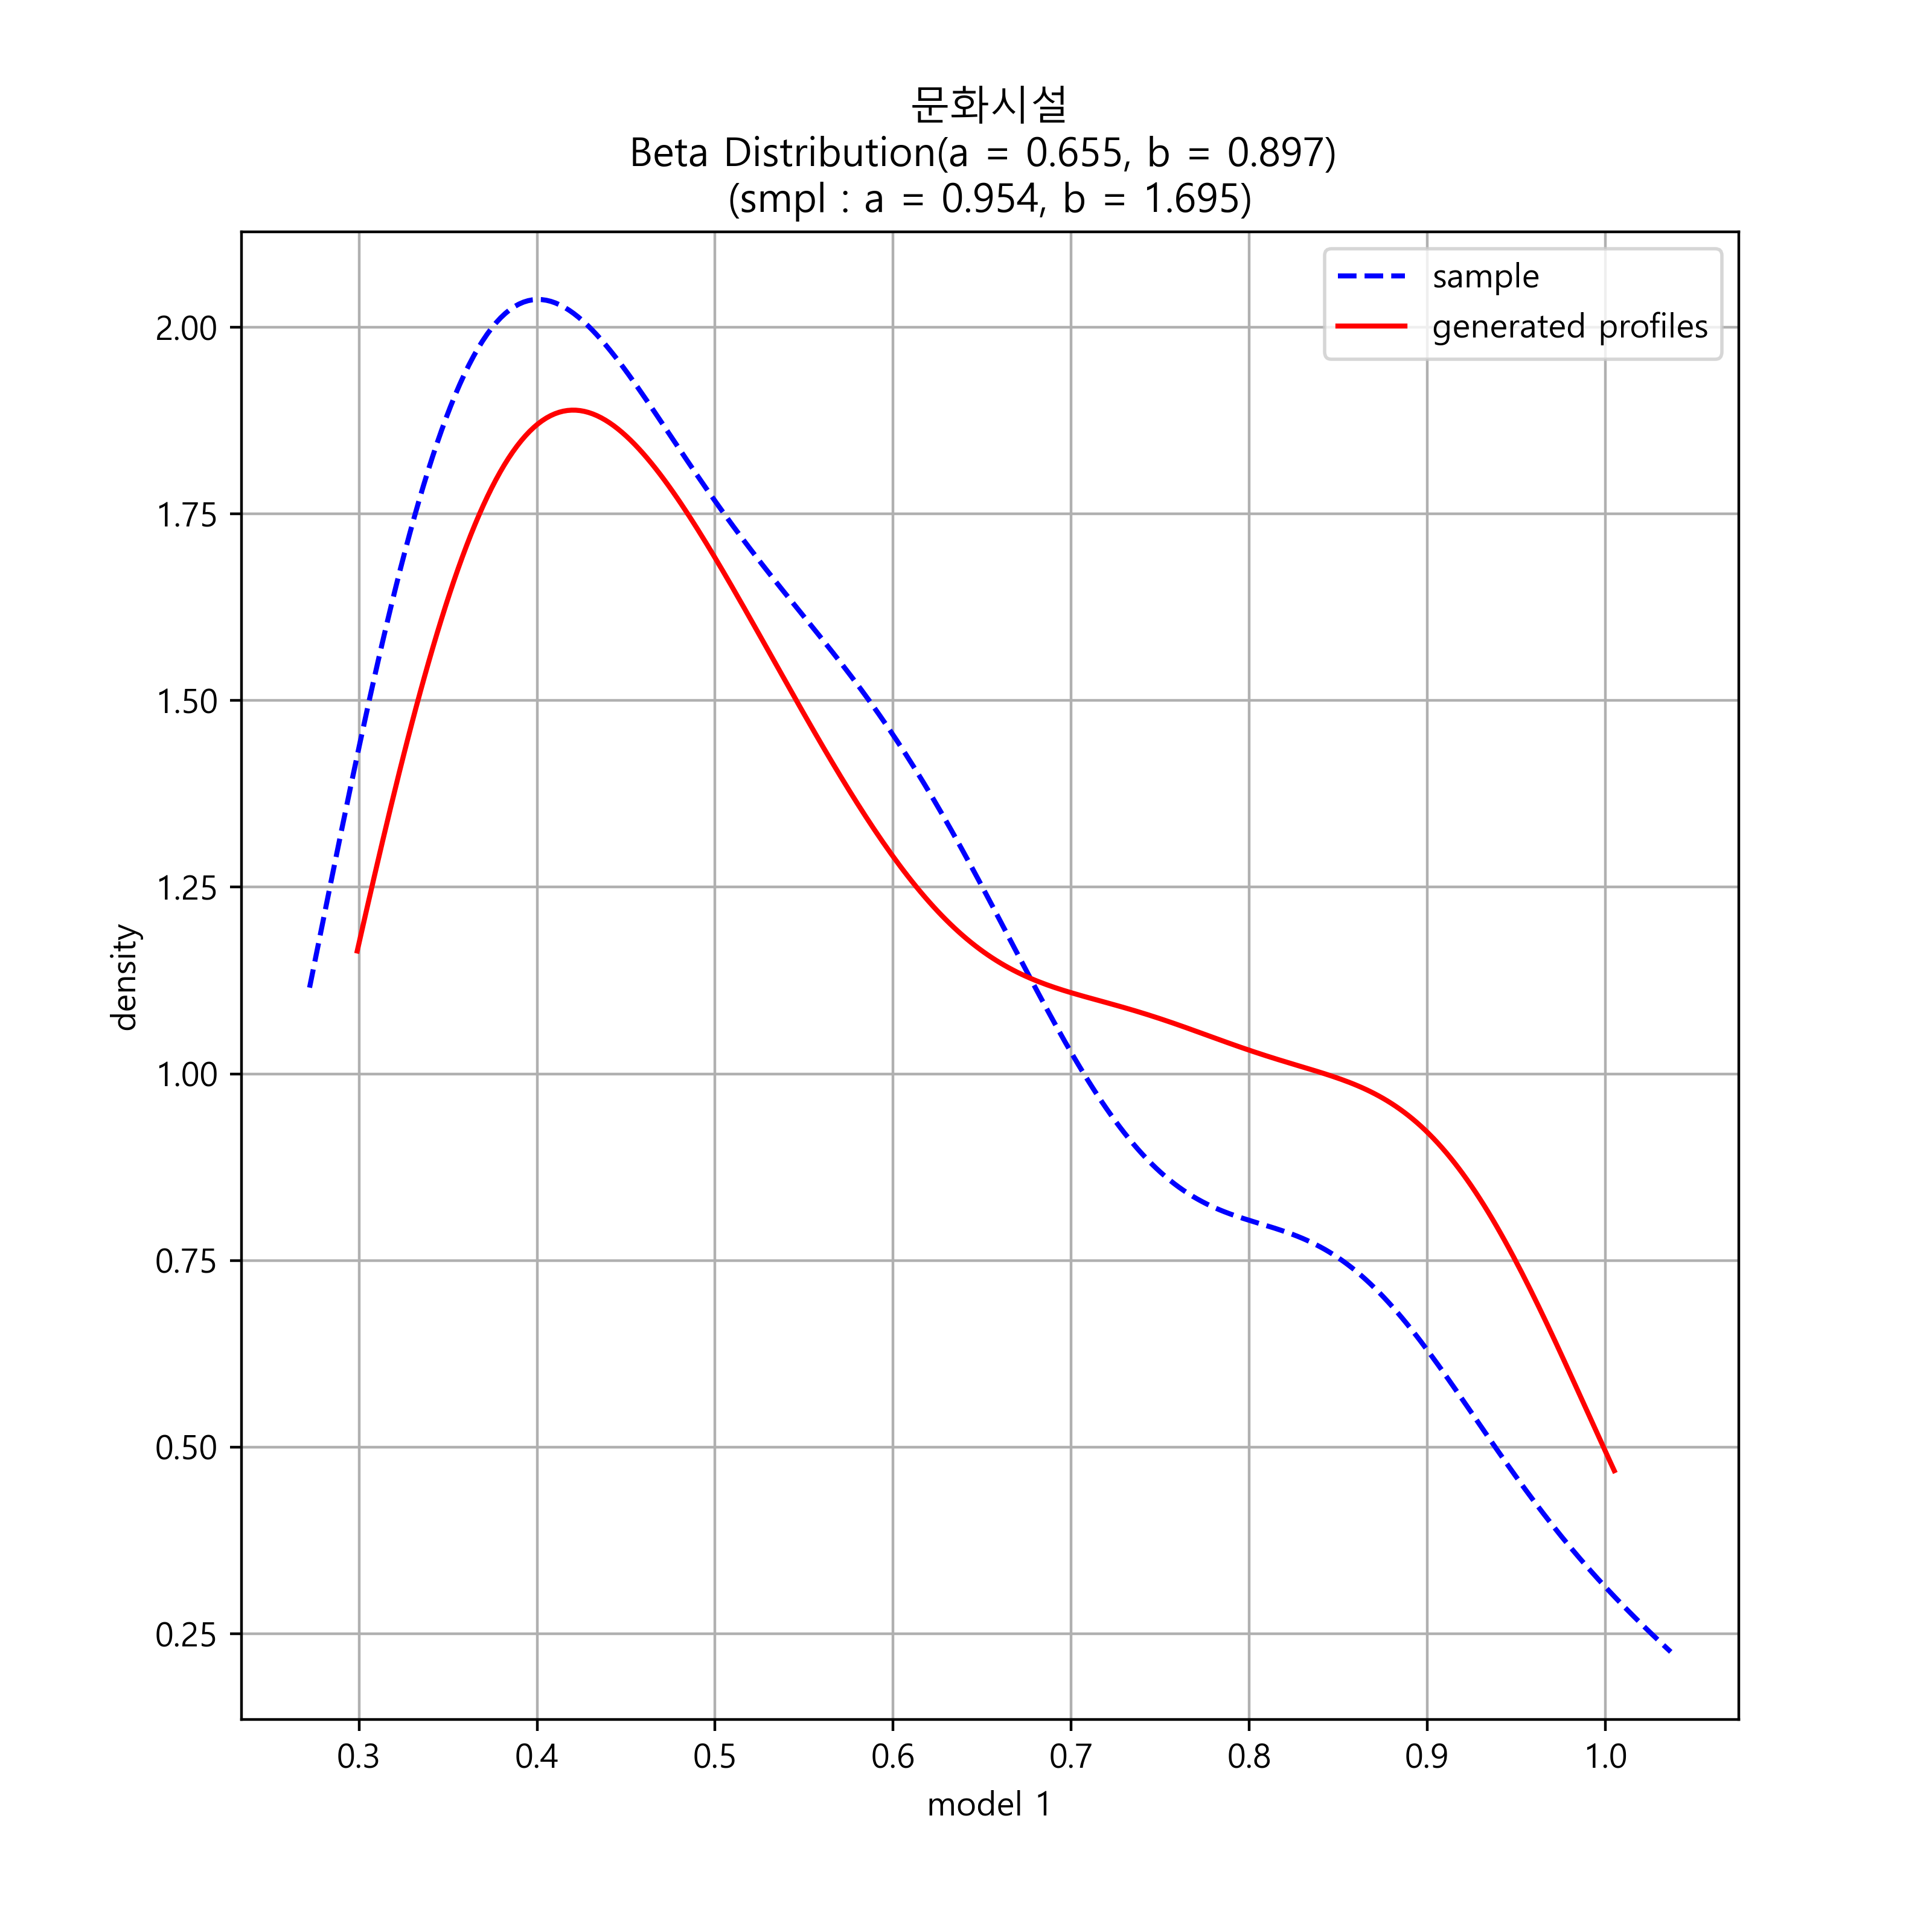 문화시설
Beta Distribution(a = 0.655, b = 0.897)
(smpl : a = 0.954, b = 1.695)
sample
generated profiles
density
2.00
1.75
1.50
1.25
1.00
0.75
0.50
0.25
0.3 0.4 0.5 0.6 0.7 0.8 0.9 1.0
model 1